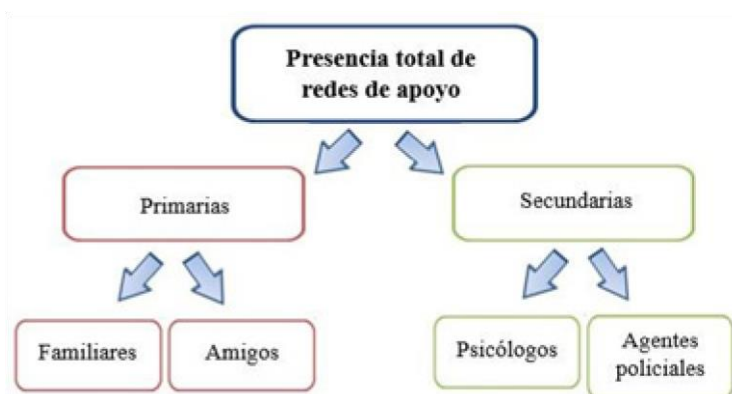 Presencia total de
redes de apoyo
Primarias
Secundarias
Familiares
Amigos
Psicólogos
Agentes
policiales